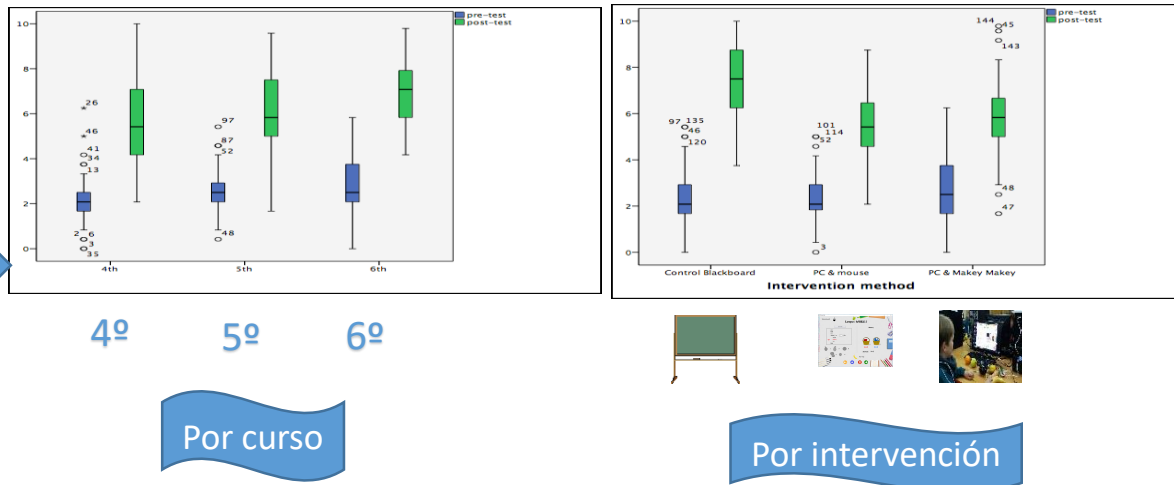 pre-test
post-test
10
8
6
4
2
0
26
46
41
34
13
2 6
3
35
97
87
52
48
4th
5th
6th
pre-test
post-test
10
8
6
4
2
0
97 135
46
120
101
114
52
3
144 45
143
48
47
Control Blackboard
PC & mouse
PC & Makey Makey
Intervention method
4º
5º
6º
Por curso
Por intervención